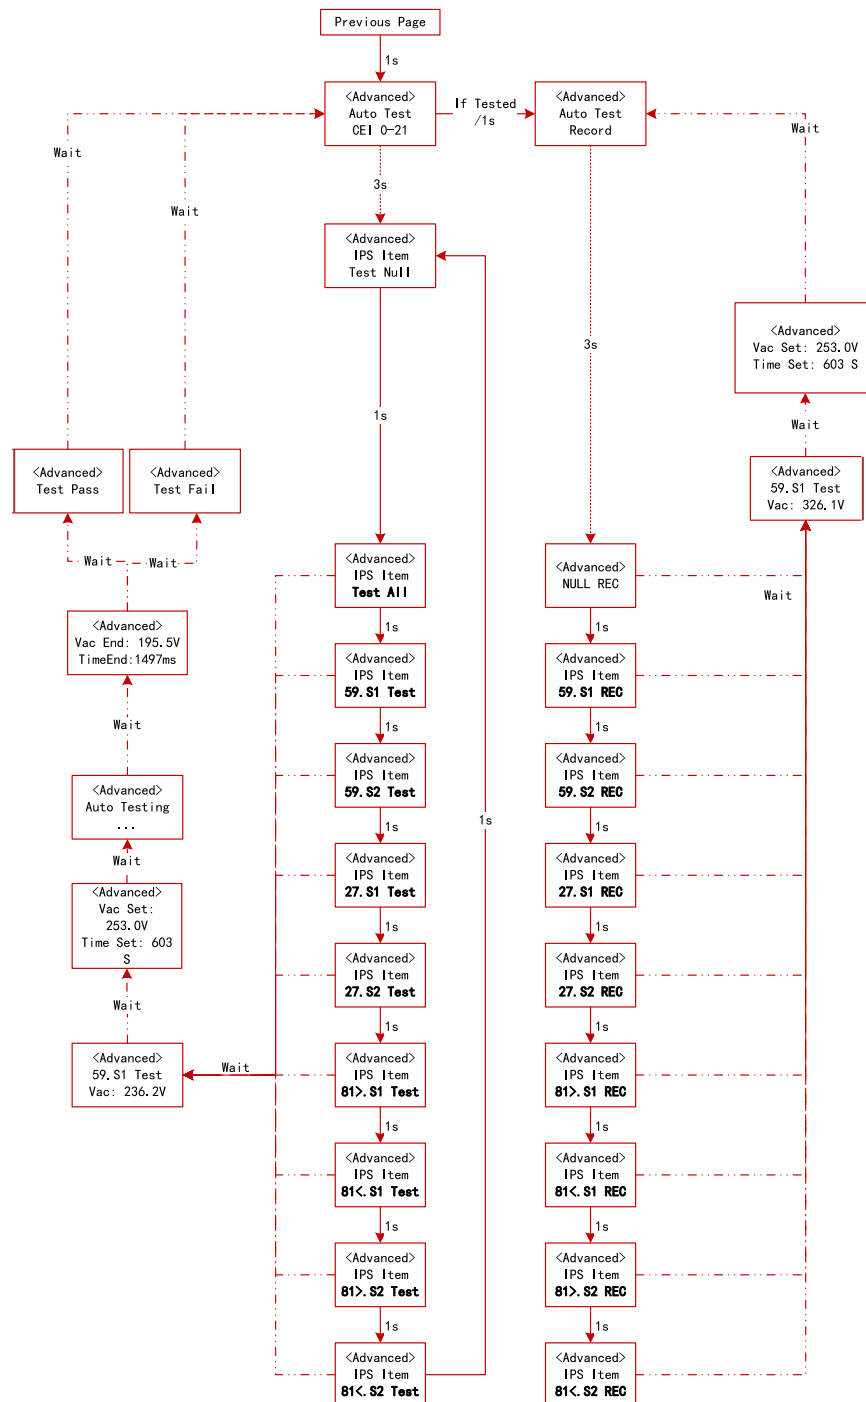 Previous Page
1s
<Advanced>
Auto Test
CEI 0-21
If Tested
/1s
<Advanced>
Auto Test
Record
Wait
Wait
Wait
3s
<Advanced>
IPS Item
Test Null
3s
<Advanced>
Vac Set: 253.0V
Time Set: 603 S
1s
Wait
<Advanced>
Test Pass
<Advanced>
Test Fail
<Advanced>
59.S1 Test
Vac: 326.1V
Wait
Wait
<Advanced>
IPS Item
Test All
<Advanced>
NULL REC
Wait
1s
1s
<Advanced>
Vac End: 195.5V
TimeEnd:1497ms
<Advanced>
IPS Item
59.S1 Test
<Advanced>
IPS Item
59.S1 REC
Wait
1s
1s
<Advanced>
IPS Item
59.S2 Test
<Advanced>
IPS Item
59.S2 REC
<Advanced>
Auto Testing
...
1s
1s
1s
Wait
<Advanced>
IPS Item
27.S1 Test
<Advanced>
IPS Item
27.S1 REC
<Advanced>
Vac Set:
253.0V
Time Set: 603
S
1s
1s
<Advanced>
IPS Item
27.S2 Test
<Advanced>
IPS Item
27.S2 REC
Wait
1s
1s
<Advanced>
59.S1 Test
Vac: 236.2V
Wait
<Advanced>
IPS Item
81>.S1 Test
<Advanced>
IPS Item
81>.S1 REC
1s
1s
<Advanced>
IPS Item
81<.S1 Test
<Advanced>
IPS Item
81<.S1 REC
1s
1s
<Advanced>
IPS Item
81>.S2 Test
<Advanced>
IPS Item
81>.S2 REC
1s
1s
<Advanced>
IPS Item
81<.S2 Test
<Advanced>
IPS Item
81<.S2 REC